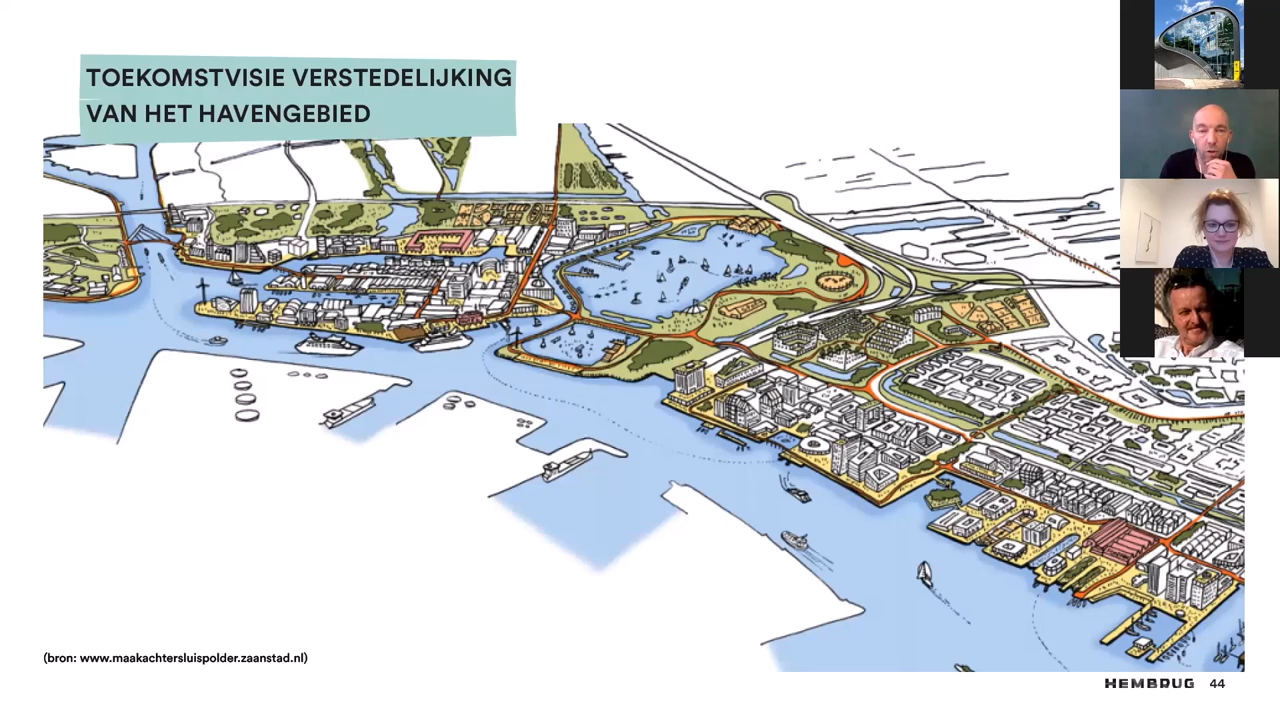 TOEKOMSTVISIE VERSTEDELIJKING
VAN HET HAVENGEBIED
(bron: www.maakachtersluispolder.zaanstad.nl)
HEMBRUG 44